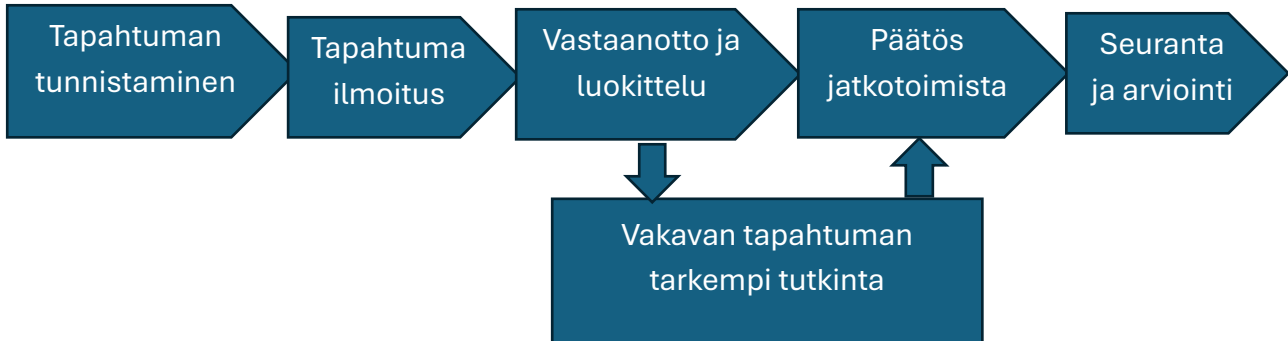 Tapahtuman
tunnistaminen
Tapahtuma
ilmoitus
Vastaanotto ja
luokittelu
Päätös
jatkotoimista
Seuranta
ja arviointi
Vakavan tapahtuman
tarkempi tutkinta